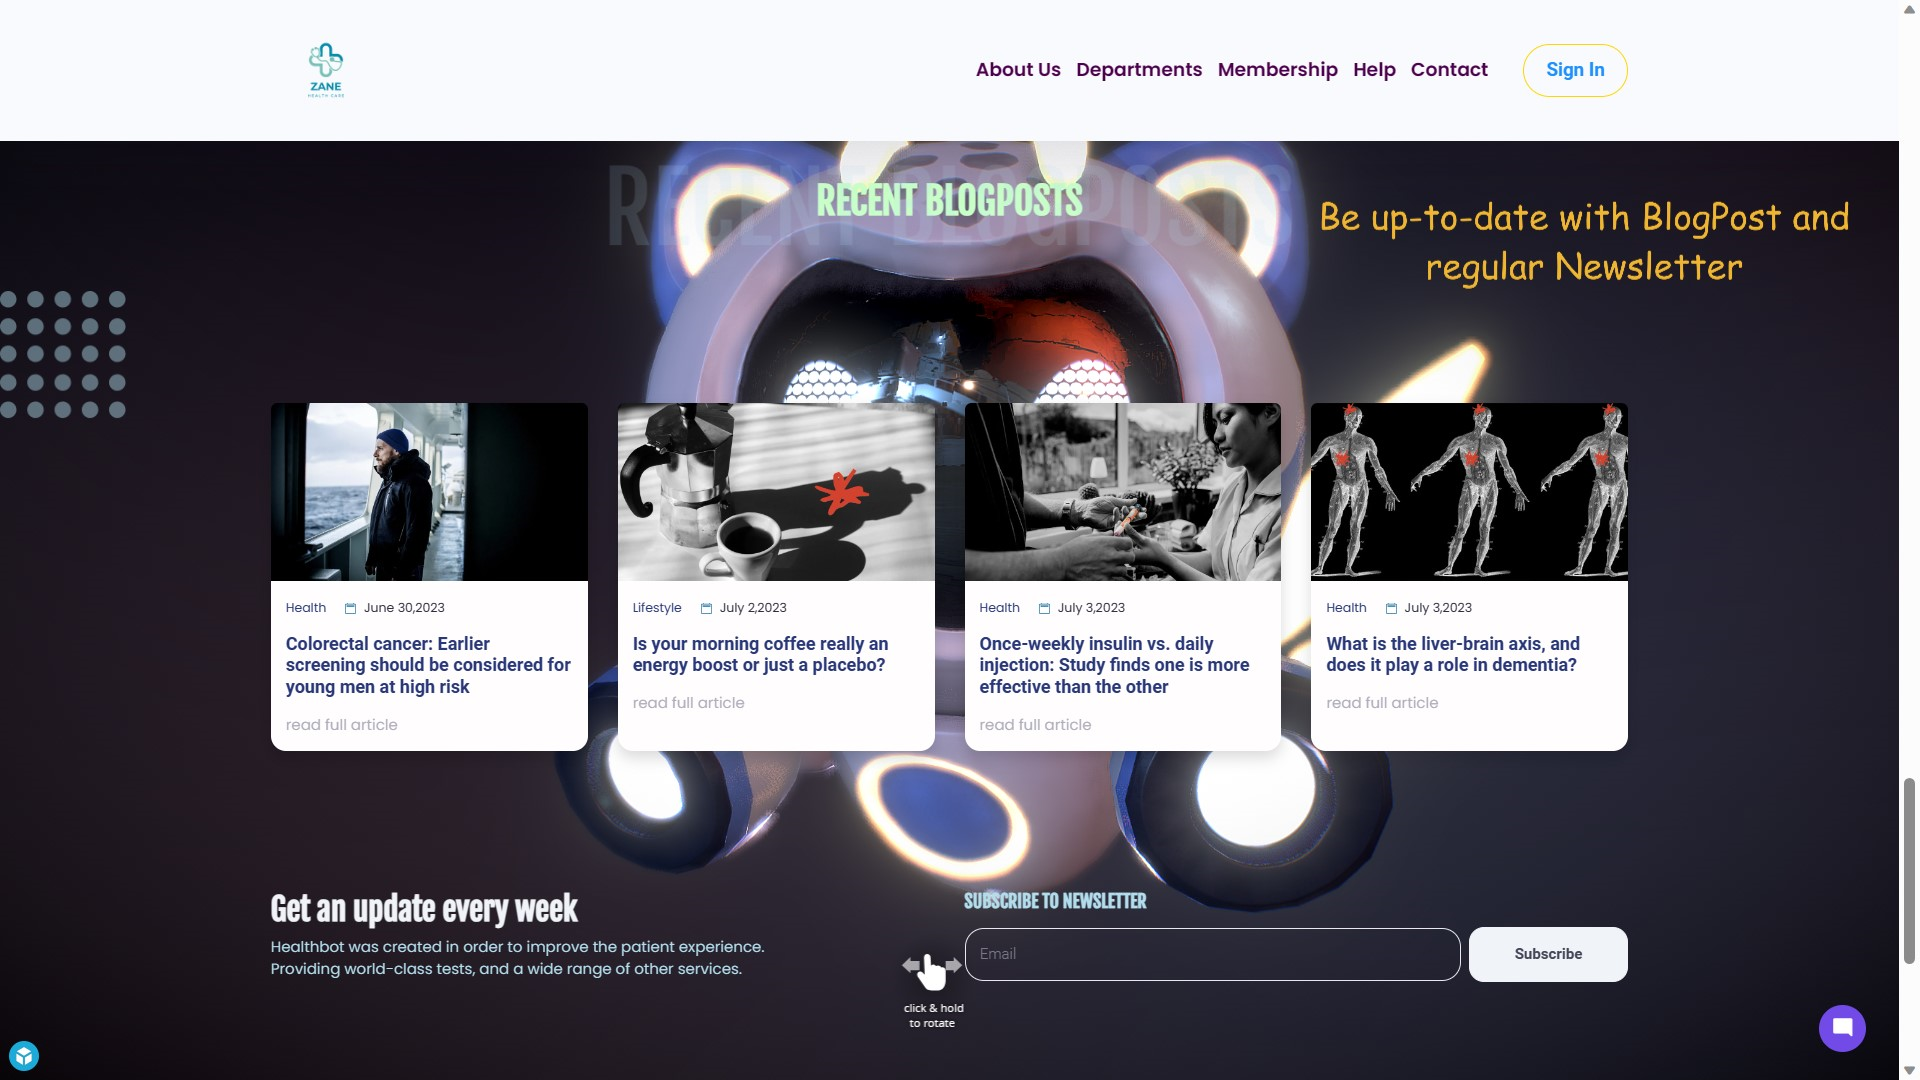 ZANE
HEALTH CARE
About Us
Departments
Membership
Help
Contact
Sign In
RECENT BLOGPOSTS
RECENT BLOGPOSTS
Be up-to-date with BlogPost and
regular Newsletter
Health
June 30,2023
Colorectal cancer: Earlier
screening should be considered for
young men at high risk
read full article
Lifestyle
July 2,2023
Is your morning coffee really an
energy boost or just a placebo?
read full article
Health
July 3,2023
Once-weekly insulin vs. daily
injection: Study finds one is more
effective than the other
read full article
Health
July 3,2023
What is the liver-brain axis, and
does it play a role in dementia?
read full article
Get an update every week
Healthbot was created in order to improve the patient experience.
Providing world-class tests, and a wide range of other services.
SUBSCRIBE TO NEWSLETTER
Email
Subscribe
click & hold
to rotate